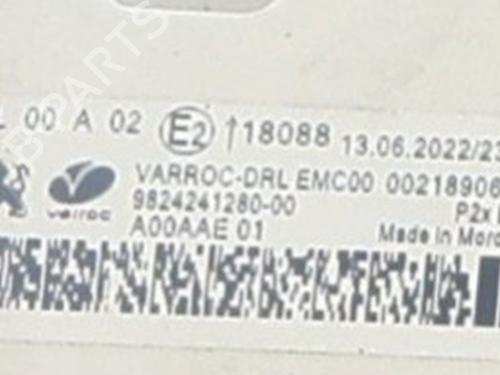 00 A 02 E2 ↑18088 13.06.2022/23
VARROC-DRL EMC00 00218906
varroc 9824241280-00 P2x
A00AAE 01 Made in Moro